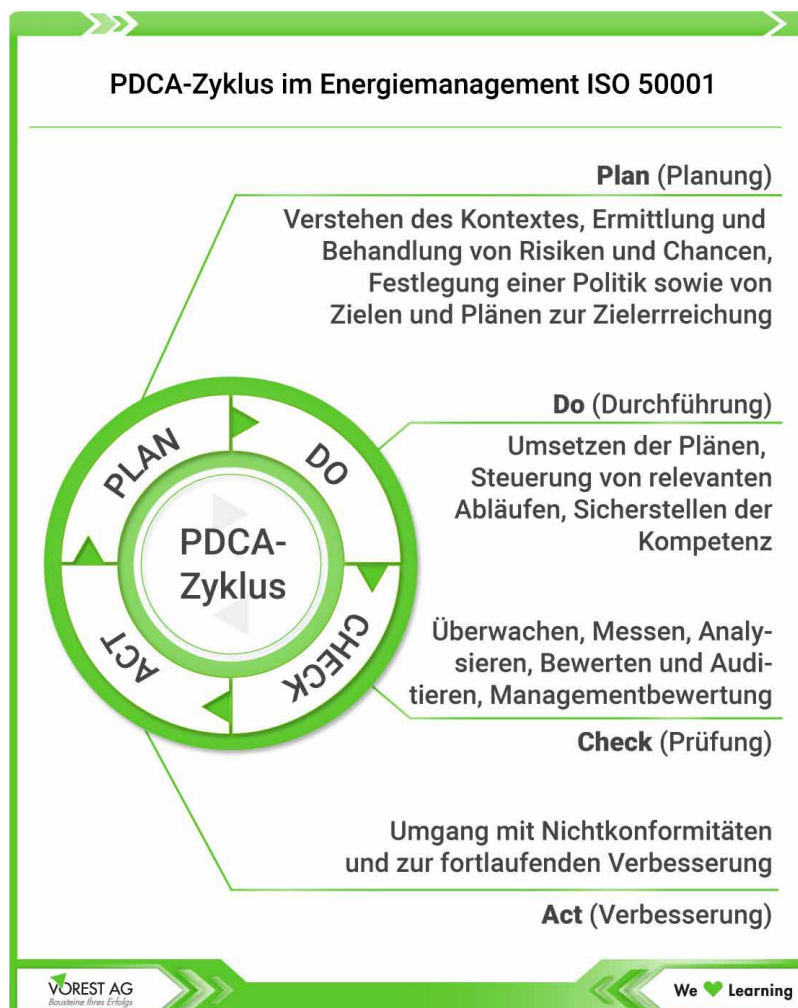 PDCA-Zyklus im Energiemanagement ISO 50001
Plan (Planung)
Verstehen des Kontextes, Ermittlung und
Behandlung von Risiken und Chancen,
Festlegung einer Politik sowie von
Zielen und Plänen zur Zielerrreichung
Do (Durchführung)
Umsetzen der Plänen,
Steuerung von relevanten
Abläufen, Sicherstellen der
Kompetenz
PLAN
DO
PDCA-
Zyklus
ACT
CHECK
Überwachen, Messen, Analy-
sieren, Bewerten und Audi-
tieren, Managementbewertung
Check (Prüfung)
Umgang mit Nichtkonformitäten
und zur fortlaufenden Verbesserung
Act (Verbesserung)
VOREST AG
Bausteine Ihres Erfolgs
We Learning